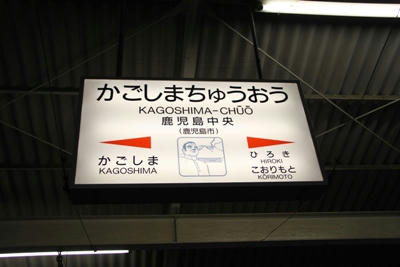 かごしまちゅうおう
KAGOSHIMA-CHŪŌ
鹿児島中央
(鹿児島市)
かごしま
KAGOSHIMA
ひろき
HIROKI
こおりもと
KŌRIMOTO